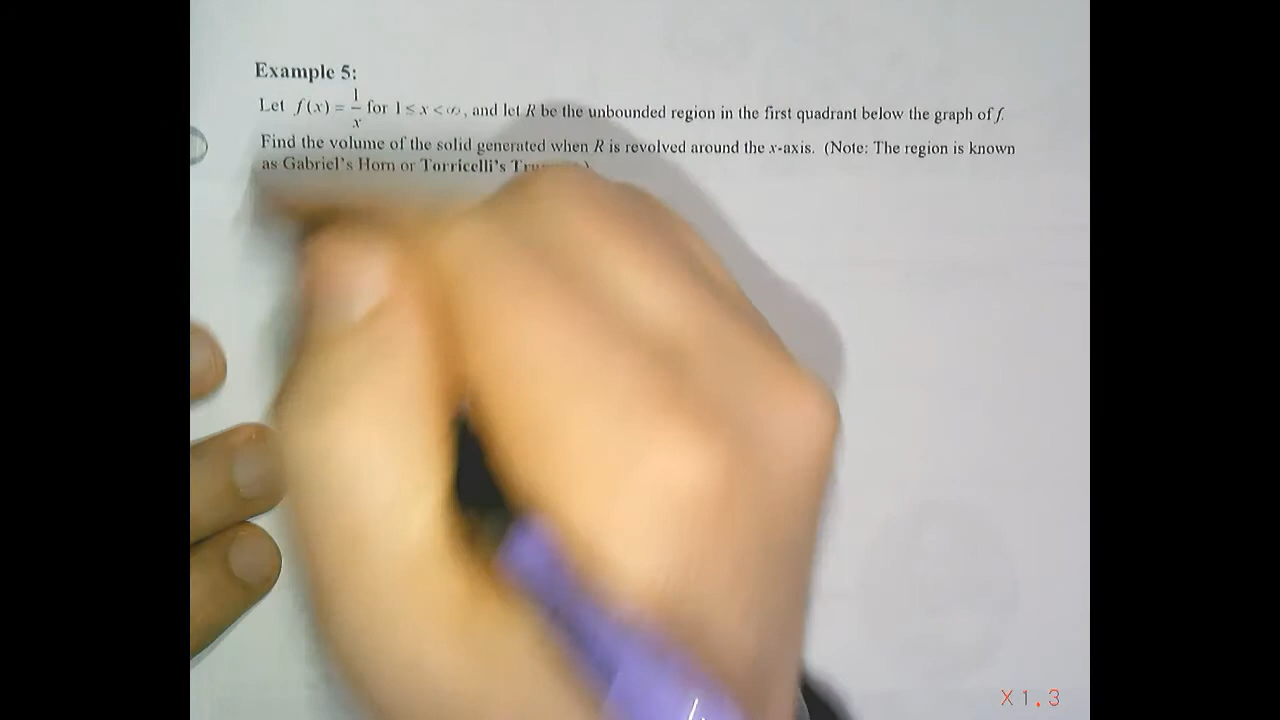 Example 5:
Let f(x) = 1/x for 1 ≤ x < ∞, and let R be the unbounded region in the first quadrant below the graph of f.
Find the volume of the solid generated when R is revolved around the x-axis. (Note: The region is known
as Gabriel's Horn or Torricelli's
X1.3